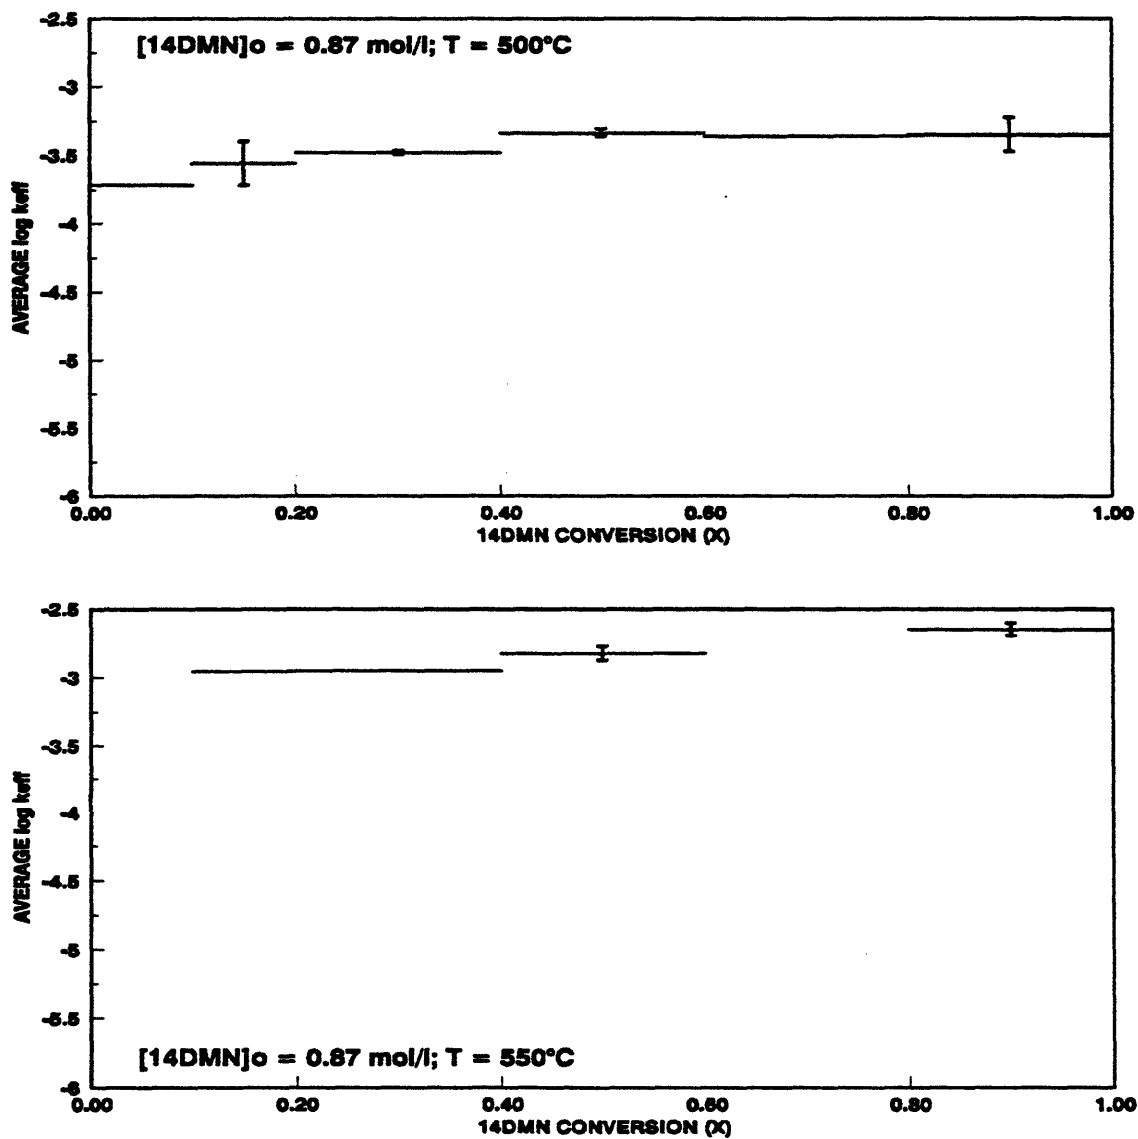 -2.5
[14DMN]o = 0.87 mol/l; T = 500°C
-3
-3.5
-4
-4.5
-5
-5.5
-6
AVERAGE log keff
0.00 0.20 0.40 0.60 0.80 1.00
14DMN CONVERSION (X)
-2.5
-3
-3.5
-4
-4.5
-5
-5.5
[14DMN]o = 0.87 mol/l; T = 550°C
-6
AVERAGE log keff
0.00 0.20 0.40 0.60 0.80 1.00
14DMN CONVERSION (X)